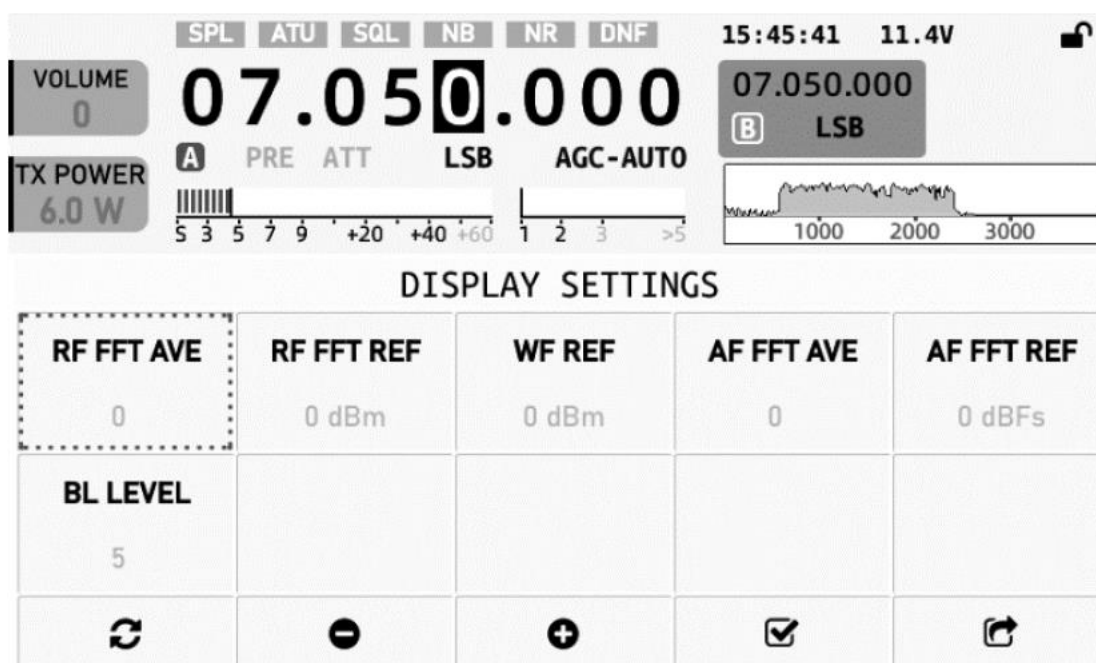 SPL ATU SQL NB NR DNF 15:45:41 11.4V
VOLUME
0
07.050.000
07.050.000
B LSB
A PRE ATT LSB AGC-AUTO
TX POWER
6.0 W
S 3 5 7 9 +20 +40 +60 1 2 3 >5
1000 2000 3000
DISPLAY SETTINGS
RF FFT AVE RF FFT REF WF REF AF FFT AVE AF FFT REF
0 0 dBm 0 dBm 0 0 dBFs
BL LEVEL
5